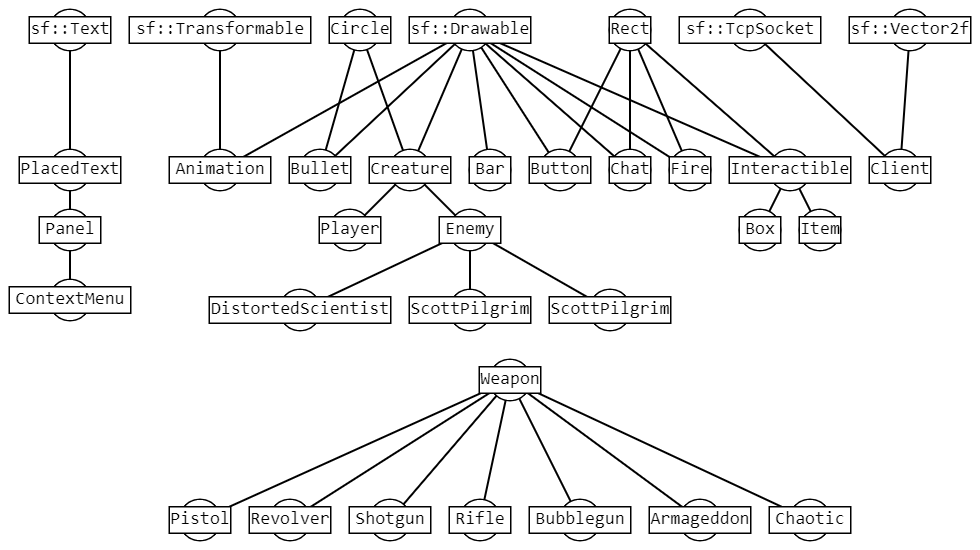 sf::Text sf::Transformable Circle sf::Drawable Rect sf::TcpSocket sf::Vector2f
PlacedText Animation Bullet Creature Bar Button Chat Fire Interactible Client
Panel Player Enemy Box Item
ContextMenu DistortedScientist ScottPilgrim ScottPilgrim
Weapon
Pistol Revolver Shotgun Rifle Bubblegun Armageddon Chaotic